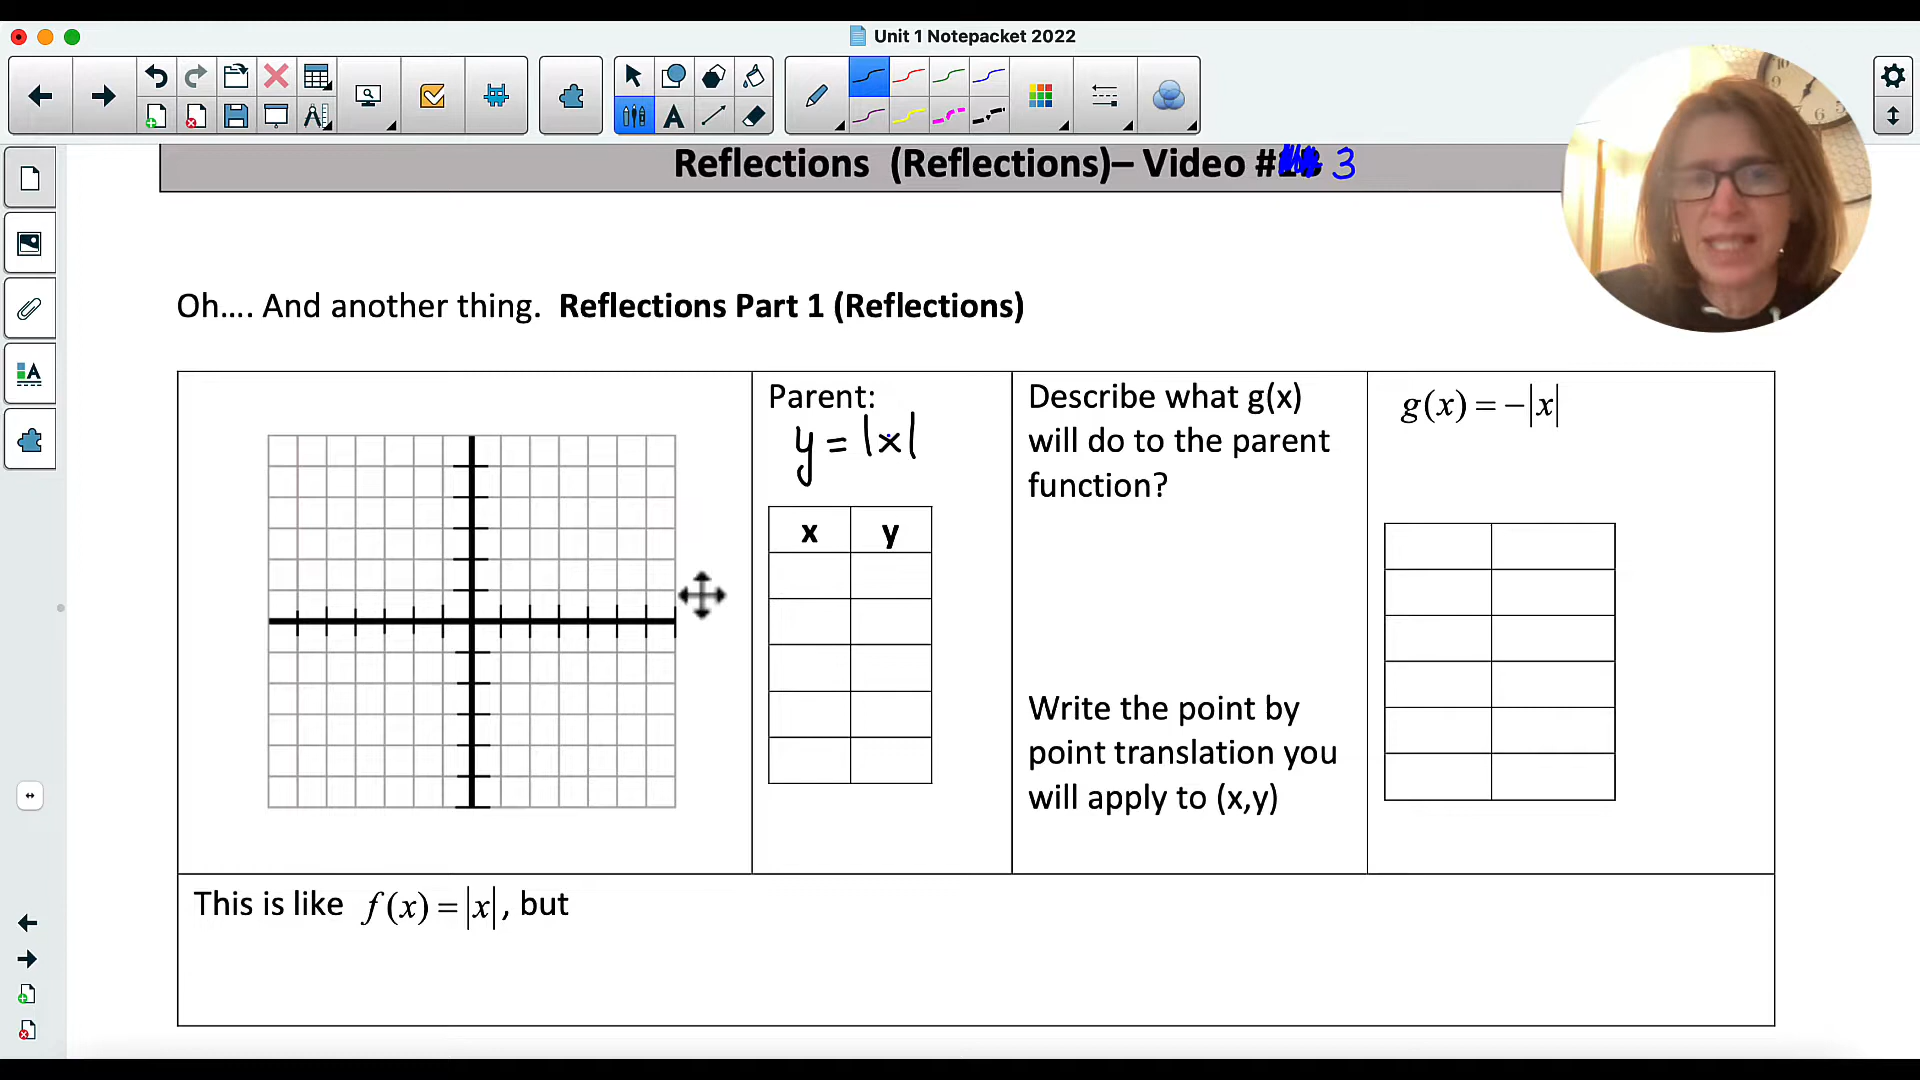 Unit 1 Notepacket 2022
Reflections (Reflections)– Video # 3
Oh.... And another thing. Reflections Part 1 (Reflections)
Parent:
y = |x|
x y
Describe what g(x)
will do to the parent
function?
Write the point by
point translation you
will apply to (x,y)
g(x) = −|x|
This is like f(x) = |x|, but